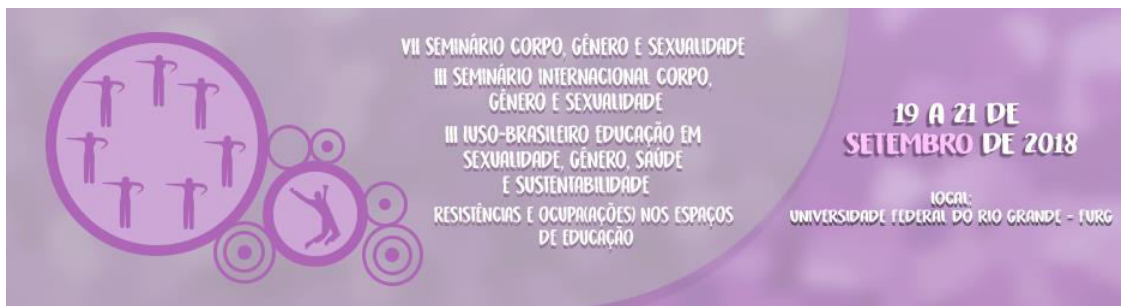 VII SEMINÁRIO CORPO, GÊNERO E SEXUALIDADE
III SEMINÁRIO INTERNACIONAL CORPO,
GÊNERO E SEXUALIDADE
III LUSO-BRASILEIRO EDUCAÇÃO EM
SEXUALIDADE, GÊNERO, SAÚDE
E SUSTENTABILIDADE
RESISTÊNCIAS E OCUPA(AÇÕES) NOS ESPAÇOS
DE EDUCAÇÃO
19 A 21 DE
SETEMBRO DE 2018
LOCAL:
UNIVERSIDADE FEDERAL DO RIO GRANDE - FURG